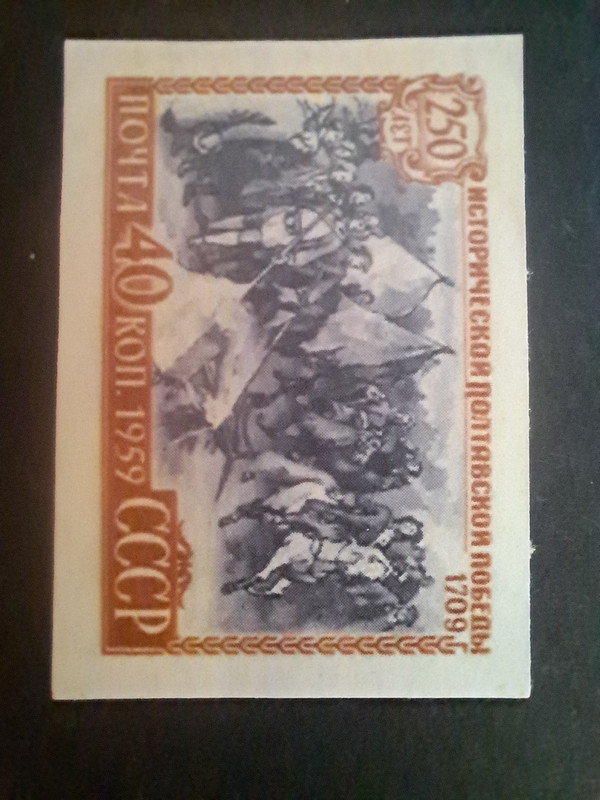 250
лет
ИСТОРИЧЕСКОЙ ПОЛТАВСКОЙ ПОБЕДЫ
1709
ПОЧТА 40 КОП. 1959 СССР